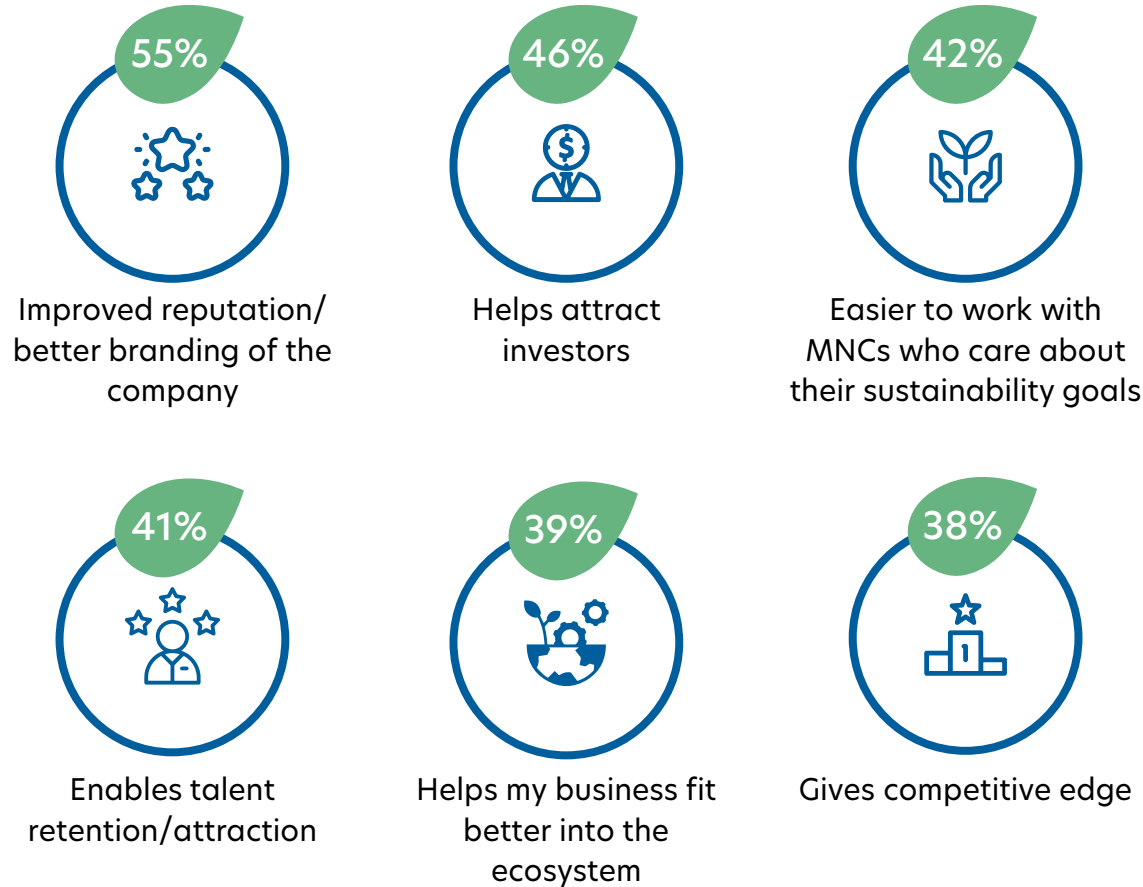 55%
Improved reputation/
better branding of the
company
46%
$
Helps attract
investors
42%
Easier to work with
MNCs who care about
their sustainability goals
41%
Enables talent
retention/attraction
39%
Helps my business fit
better into the
ecosystem
38%
1
Gives competitive edge